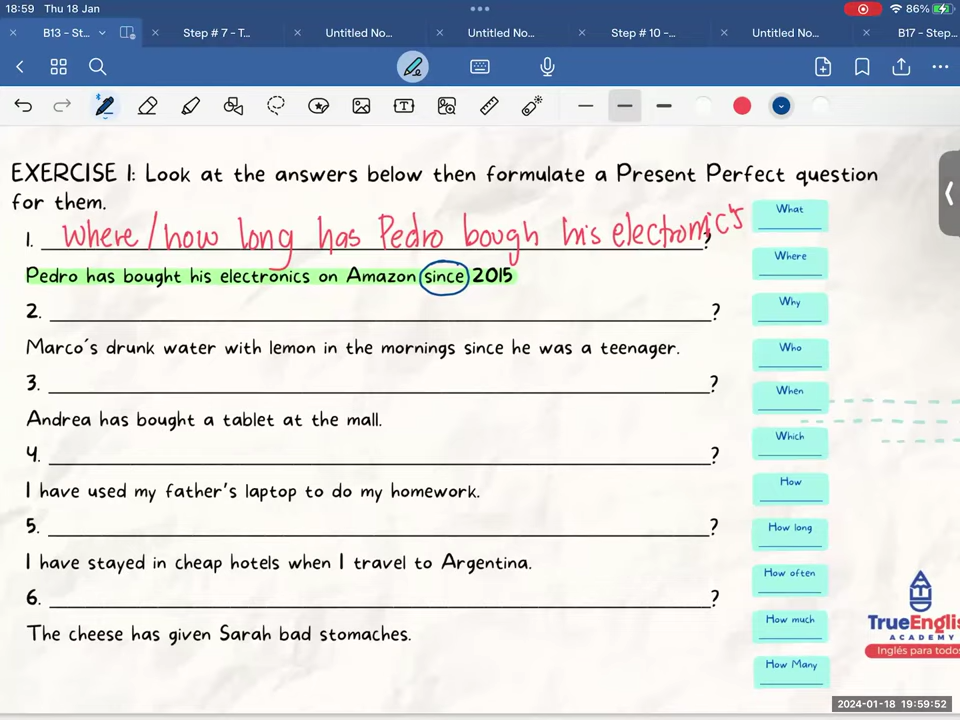 18:59 Thu 18 Jan
86%
B13 - St...
Step # 7 - T...
Untitled No...
Untitled No...
Step # 10 -...
Untitled No...
B17 - Step...
EXERCISE 1: Look at the answers below then formulate a Present Perfect question
for them.
1. Where / how long has Pedro bough his electronics?
Pedro has bought his electronics on Amazon since 2015
2. ?
Marco´s drunk water with lemon in the mornings since he was a teenager.
3. ?
Andrea has bought a tablet at the mall.
4. ?
I have used my father's laptop to do my homework.
5. ?
I have stayed in cheap hotels when I travel to Argentina.
6. ?
The cheese has given Sarah bad stomaches.
What
Where
Why
Who
When
Which
How
How long
How often
How much
How Many
TrueEnglis
ACADEMY
Inglés para todos
2024-01-18 19:59:52